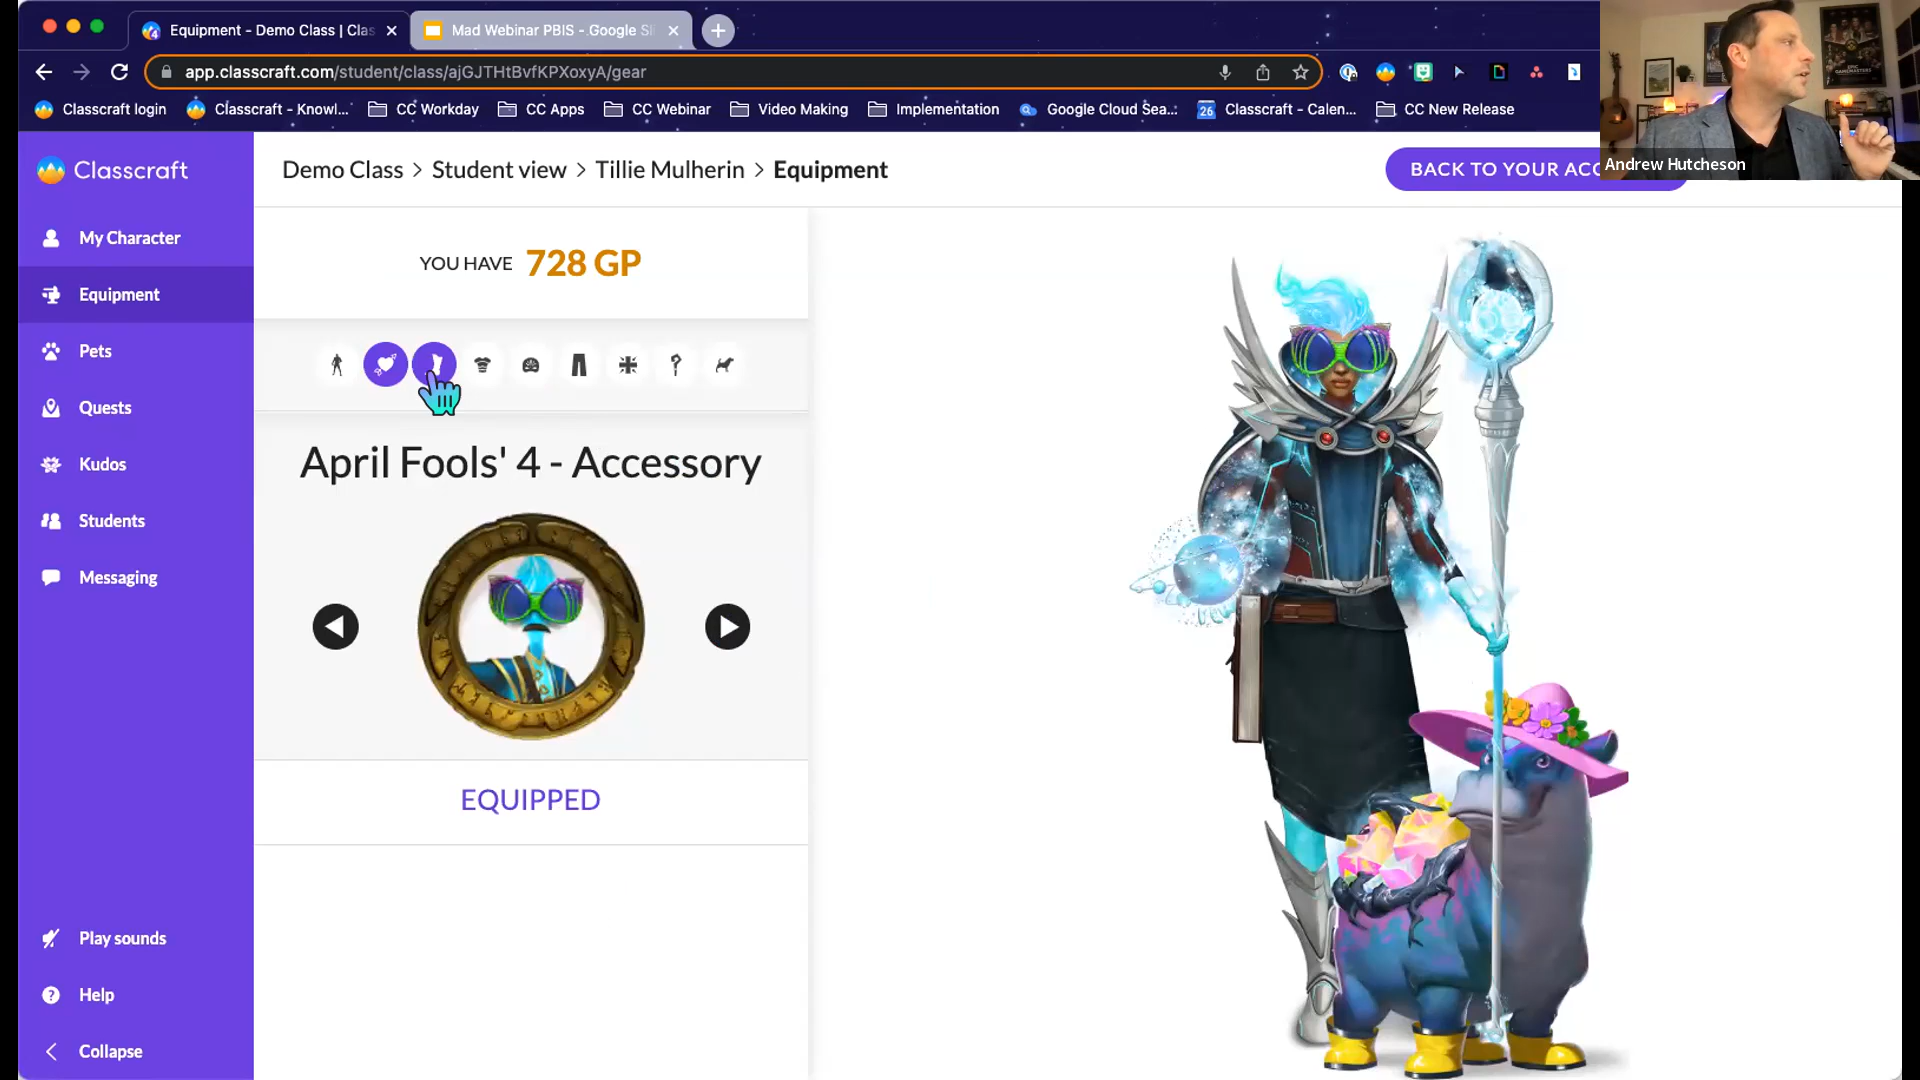 Equipment - Demo Class | Clas
Mad Webinar PBIS - Google Sl
app.classcraft.com/student/class/ajGJTHtBvfKPXoxyA/gear
Classcraft login
Classcraft - Knowl...
CC Workday
CC Apps
CC Webinar
Video Making
Implementation
Google Cloud Sea...
26
Classcraft - Calen...
CC New Release
Andrew Hutcheson
Classcraft
Demo Class > Student view > Tillie Mulherin > Equipment
BACK TO YOUR ACC
My Character
Equipment
Pets
Quests
Kudos
Students
Messaging
YOU HAVE 728 GP
April Fools' 4 - Accessory
EQUIPPED
Play sounds
Help
Collapse